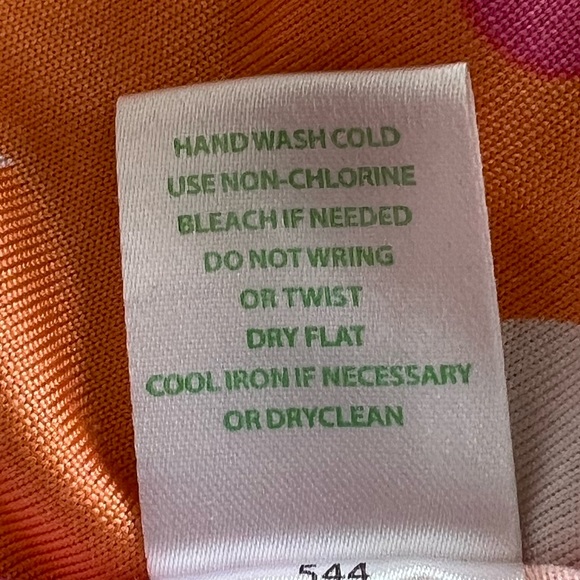 HAND WASH COLD
USE NON-CHLORINE
BLEACH IF NEEDED
DO NOT WRING
OR TWIST
DRY FLAT
COOL IRON IF NECESSARY
OR DRYCLEAN
544